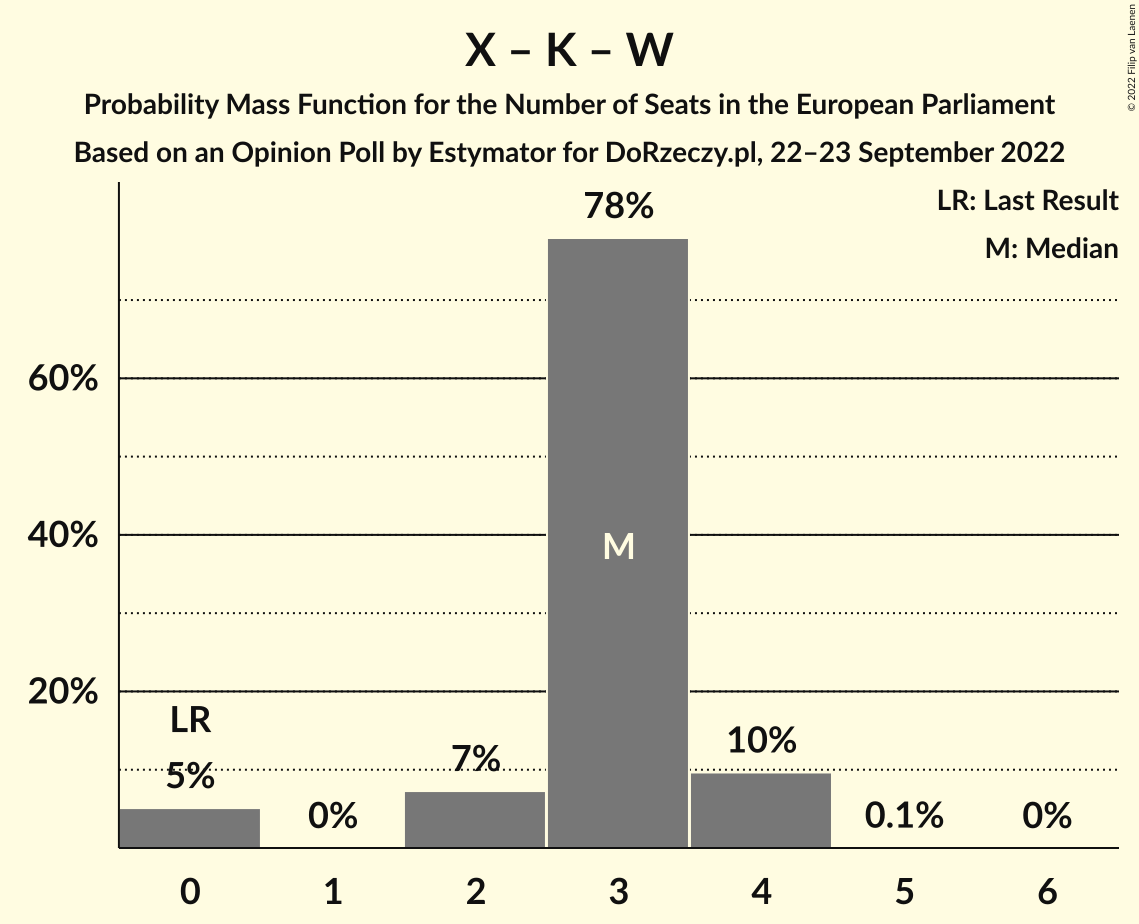 X – K – W
Probability Mass Function for the Number of Seats in the European Parliament
Based on an Opinion Poll by Estymator for DoRzeczy.pl, 22–23 September 2022
© 2022 Filip van Laenen
LR: Last Result
M: Median
60%
40%
20%
LR
5%
0%
7%
78%
M
10%
0.1%
0%
0 1 2 3 4 5 6